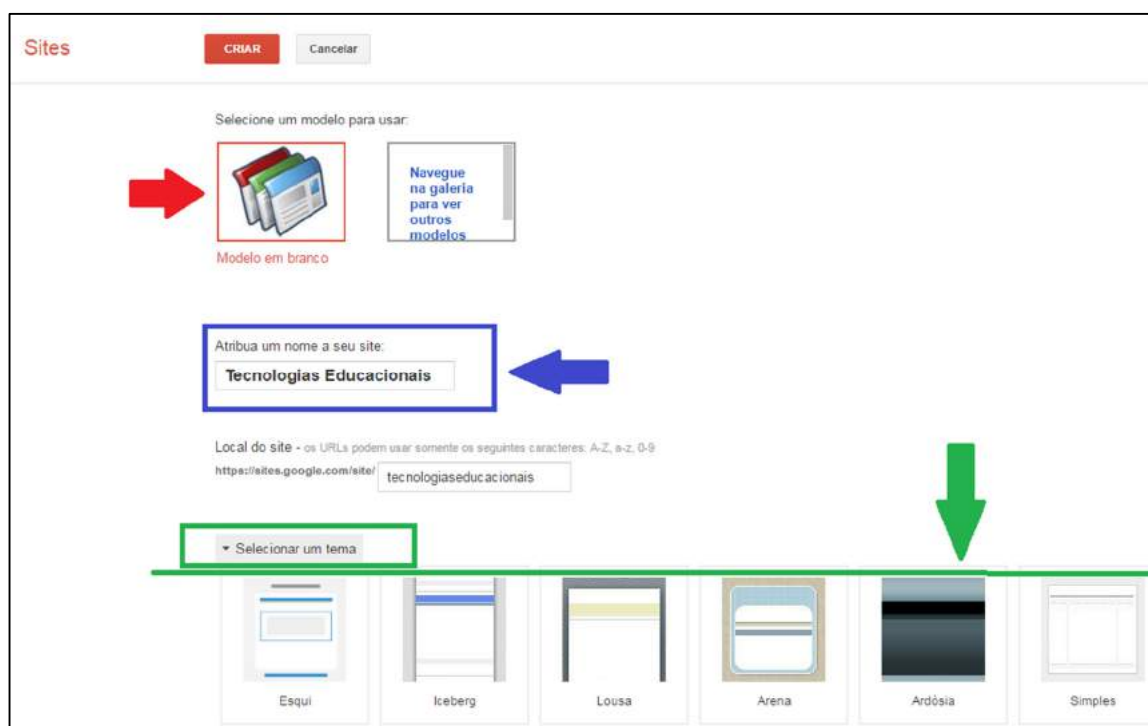 Sites
CRIAR
Cancelar
Selecione um modelo para usar:
Navegue
na galeria
para ver
outros
modelos
Modelo em branco
Atribua um nome a seu site:
Tecnologias Educacionais
Local do site - os URLs podem usar somente os seguintes caracteres: A-Z, a-z, 0-9
https://sites.google.com/site/ tecnologiaseducacionais
Selecionar um tema
Esqui
Iceberg
Lousa
Arena
Ardósia
Simples